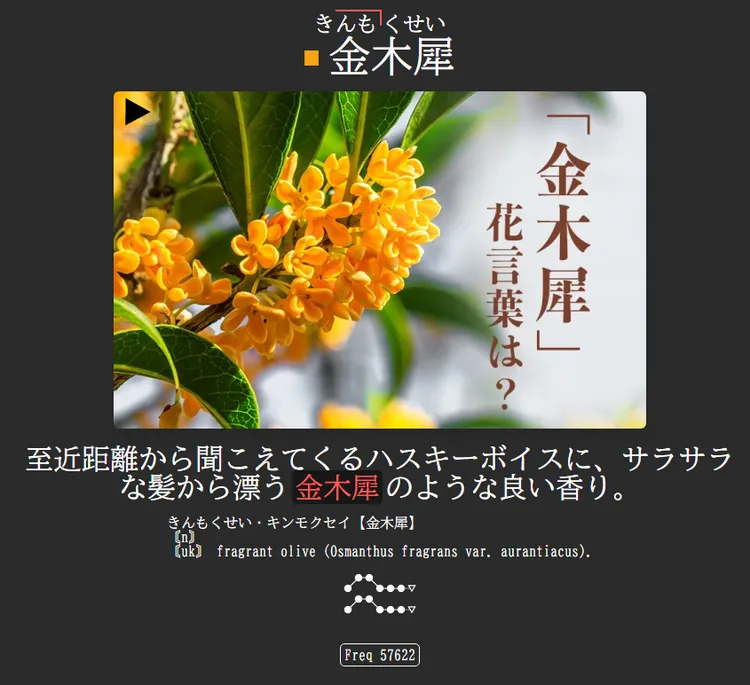 きんもくせい
金木犀
「金木犀」
花言葉は?
至近距離から聞こえてくるハスキーボイスに、サラサラ
な髪から漂う金木犀のような良い香り。
きんもくせい・キンモクセイ【金木犀】
〘n〙
〘uk〙 fragrant olive (Osmanthus fragrans var. aurantiacus).
Freq 57622